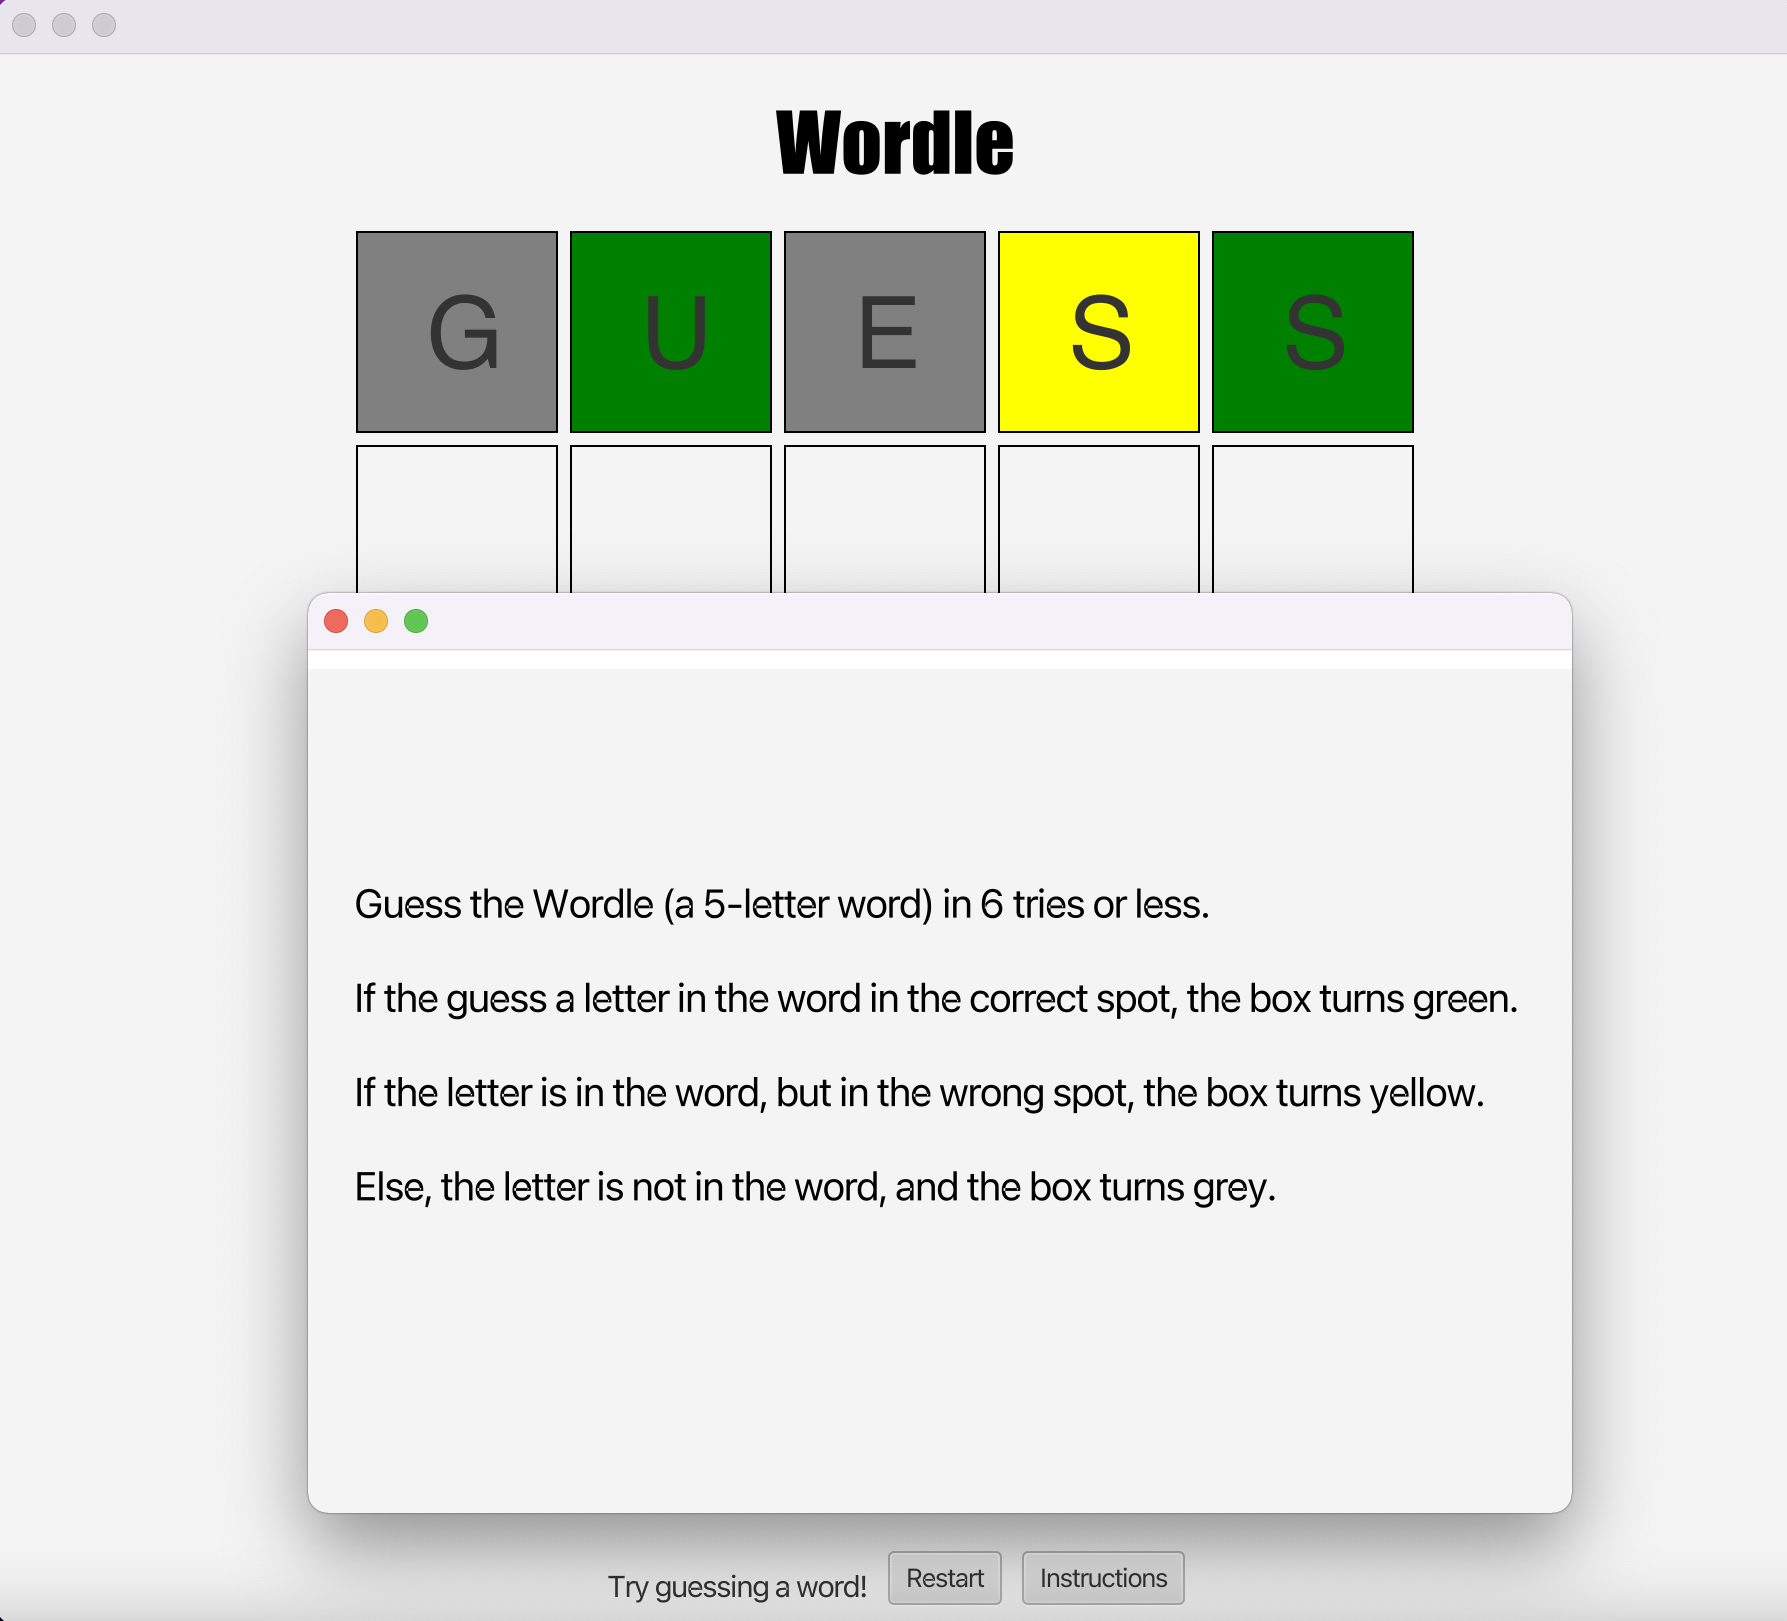 Wordle
G U E S S
Guess the Wordle (a 5-letter word) in 6 tries or less.
If the guess a letter in the word in the correct spot, the box turns green.
If the letter is in the word, but in the wrong spot, the box turns yellow.
Else, the letter is not in the word, and the box turns grey.
Try guessing a word! Restart Instructions